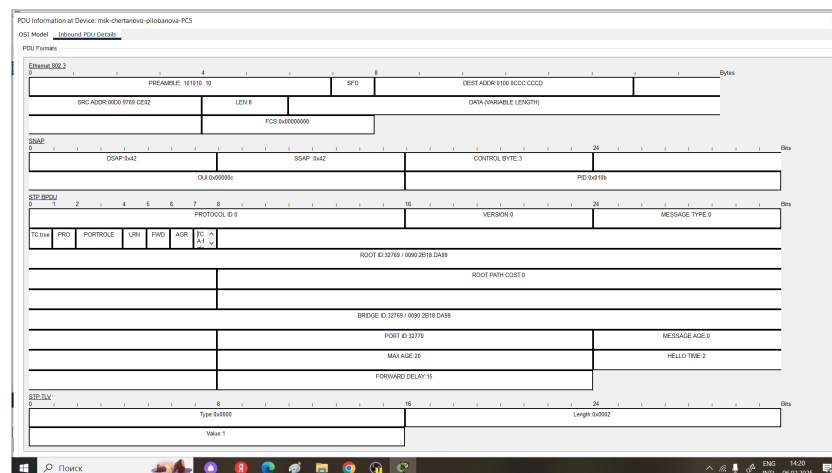 PDU Information at Device: msk-chertanovo-pilobanova-PC5
OSI Model Inbound PDU Details
PDU Formats
Ethernet 802.3
0 4 8 Bytes
PREAMBLE: 101010..10 SFD DEST ADDR:0100.0CCC.CCCD
SRC ADDR:00D0.9769.CE02 LEN:8 DATA (VARIABLE LENGTH)
FCS:0x00000000
SNAP
0 8 16 24 Bits
DSAP:0x42 SSAP :0x42 CONTROL BYTE:3
OUI:0x00000c PID:0x010b
STP BPDU
0 1 2 4 5 6 7 8 16 24 Bits
PROTOCOL ID:0 VERSION:0 MESSAGE TYPE:0
TC:true PRO PORTROLE LRN FWD AGR TC
A:f
ROOT ID:32769 / 0090.2B18.DA99
ROOT PATH COST:0
BRIDGE ID:32769 / 0090.2B18.DA99
PORT ID:32770 MESSAGE AGE:0
MAX AGE:20 HELLO TIME:2
FORWARD DELAY:15
STP TLV
0 8 16 24 Bits
Type:0x0000 Length:0x0002
Value:1
Поиск ENG 14:20
INTL